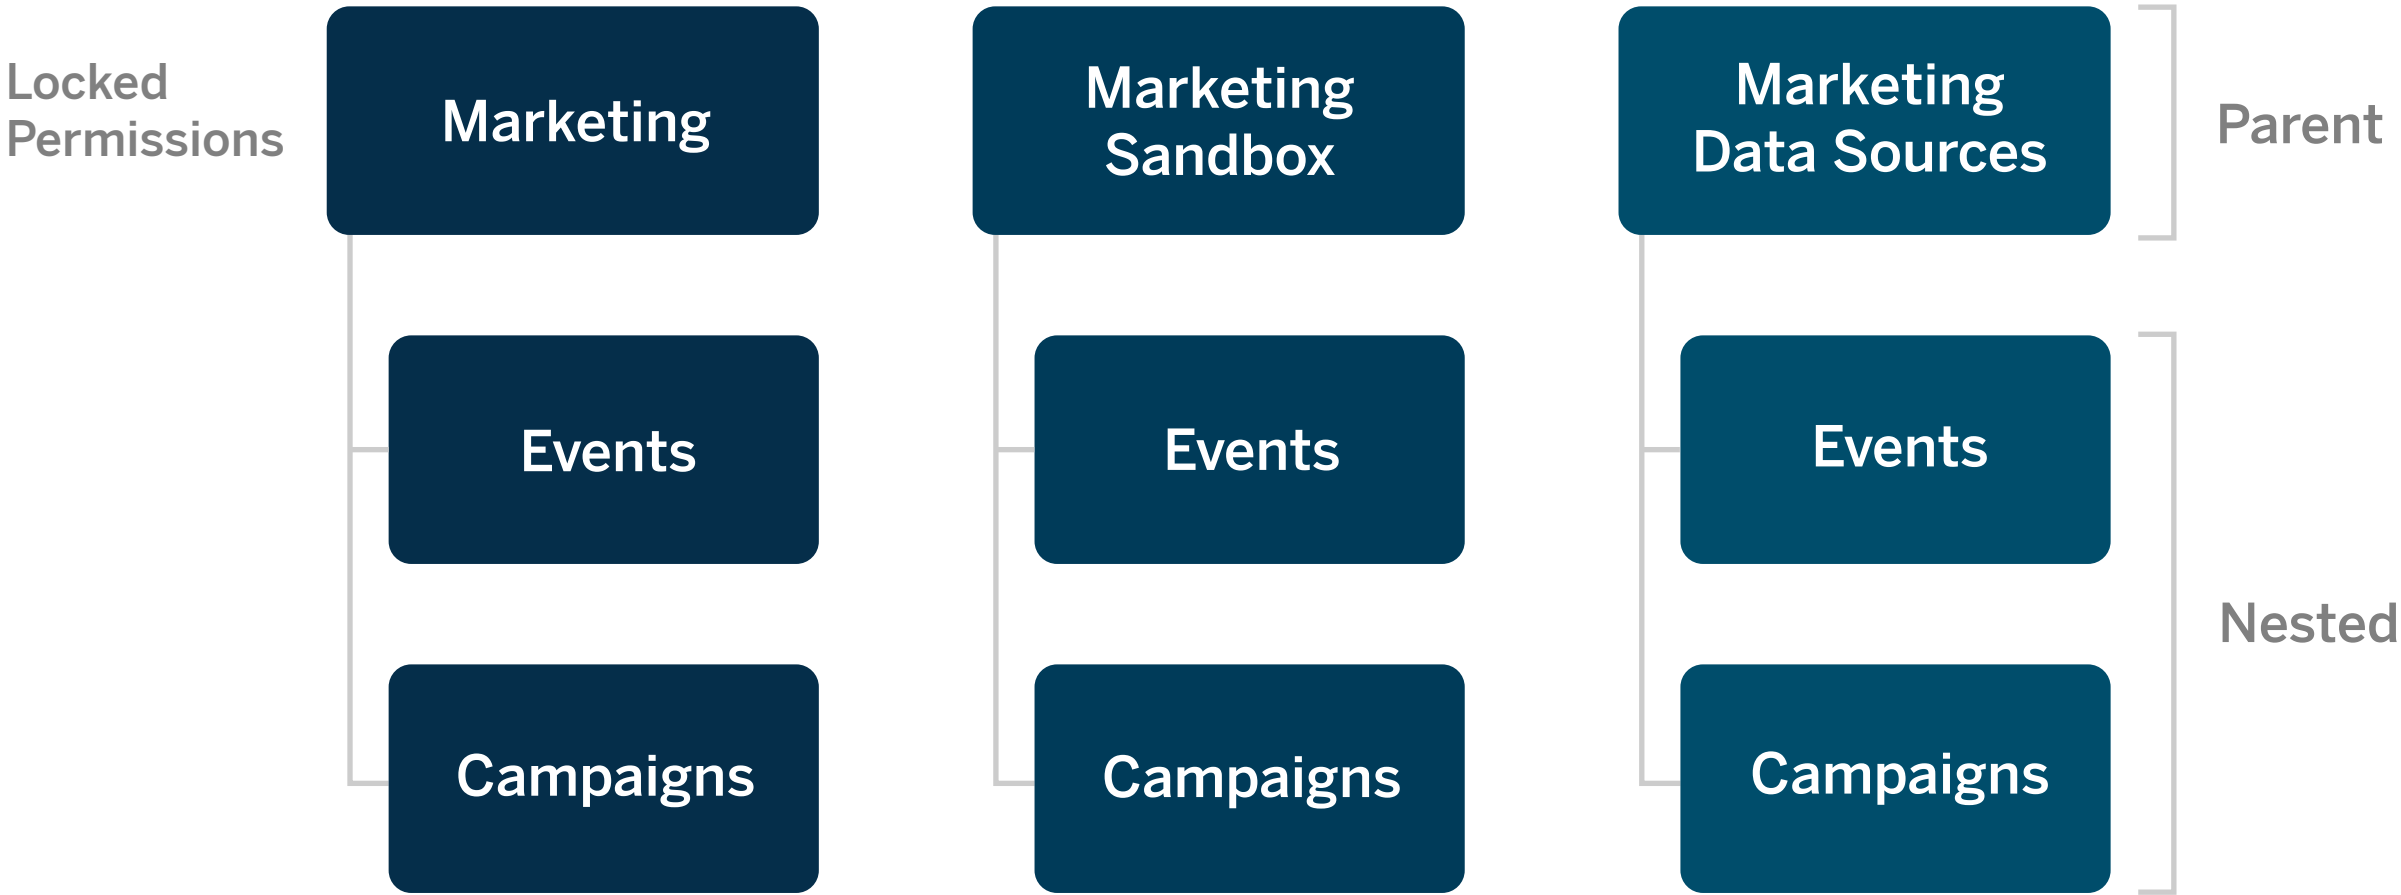 Locked
Permissions
Marketing
Marketing
Sandbox
Marketing
Data Sources
Parent
Events
Events
Events
Nested
Campaigns
Campaigns
Campaigns